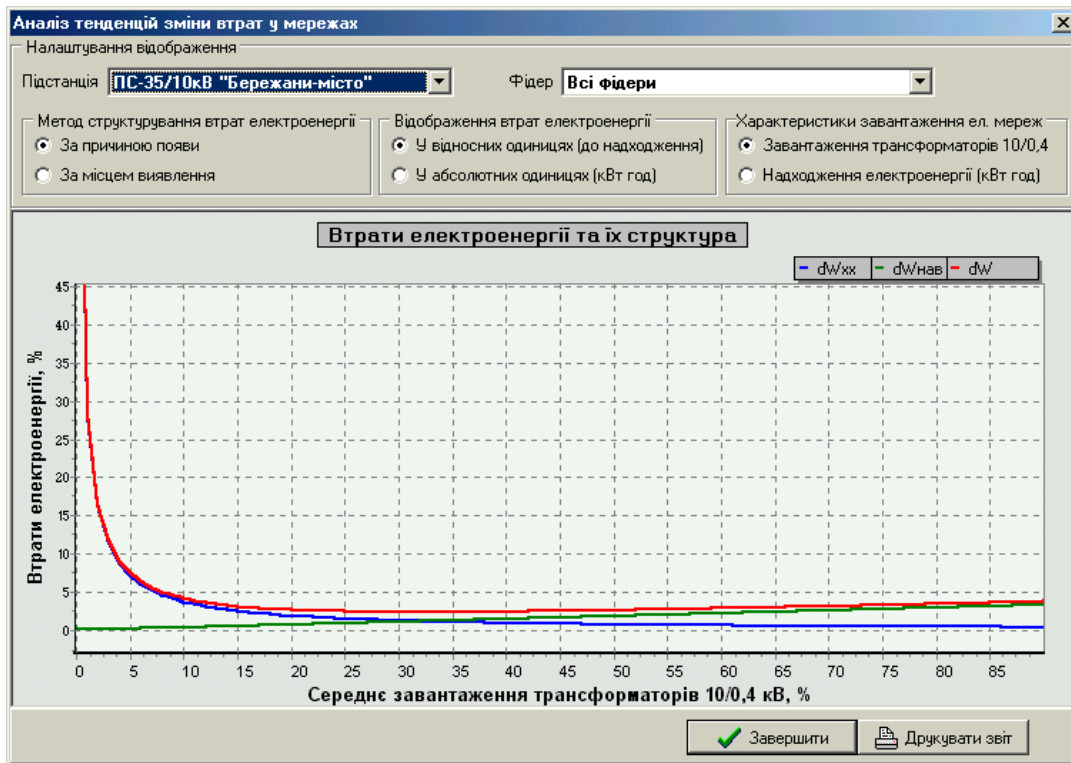 Аналіз тенденцій зміни втрат у мережах
Налаштування відображення
Підстанція ПС-35/10кВ "Бережани-місто" Фідер Всі фідери
Метод структурування втрат електроенергії
За причиною появи
За місцем виявлення
Відображення втрат електроенергії
У відносних одиницях (до надходження)
У абсолютних одиницях (кВт год)
Характеристики завантаження ел. мереж
Завантаження трансформаторів 10/0,4
Надходження електроенергії (кВт год)
Втрати електроенергії та їх структура
dWхх dWнав dW
Втрати електроенергії, %
45
40
35
30
25
20
15
10
5
0
0 5 10 15 20 25 30 35 40 45 50 55 60 65 70 75 80 85
Середнє завантаження трансформаторів 10/0,4 кВ, %
Завершити Друкувати звіт